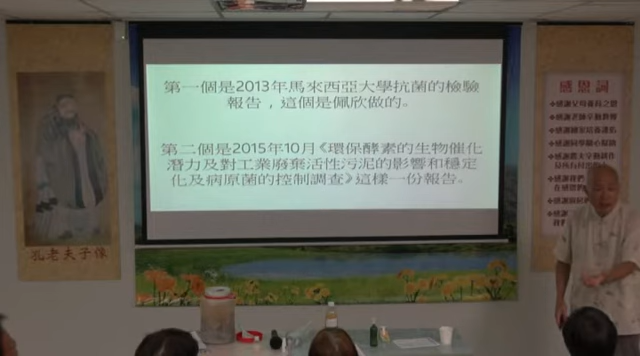 第一個是2013年馬來西亞大學抗菌的檢驗
報告，這個是佩欣做的。
第二個是2015年10月《環保酵素的生物催化
潛力及對工業廢棄活性污泥的影響和穩定
化及病原菌的控制調查》這樣一份報告。
孔老夫子像
感恩詞